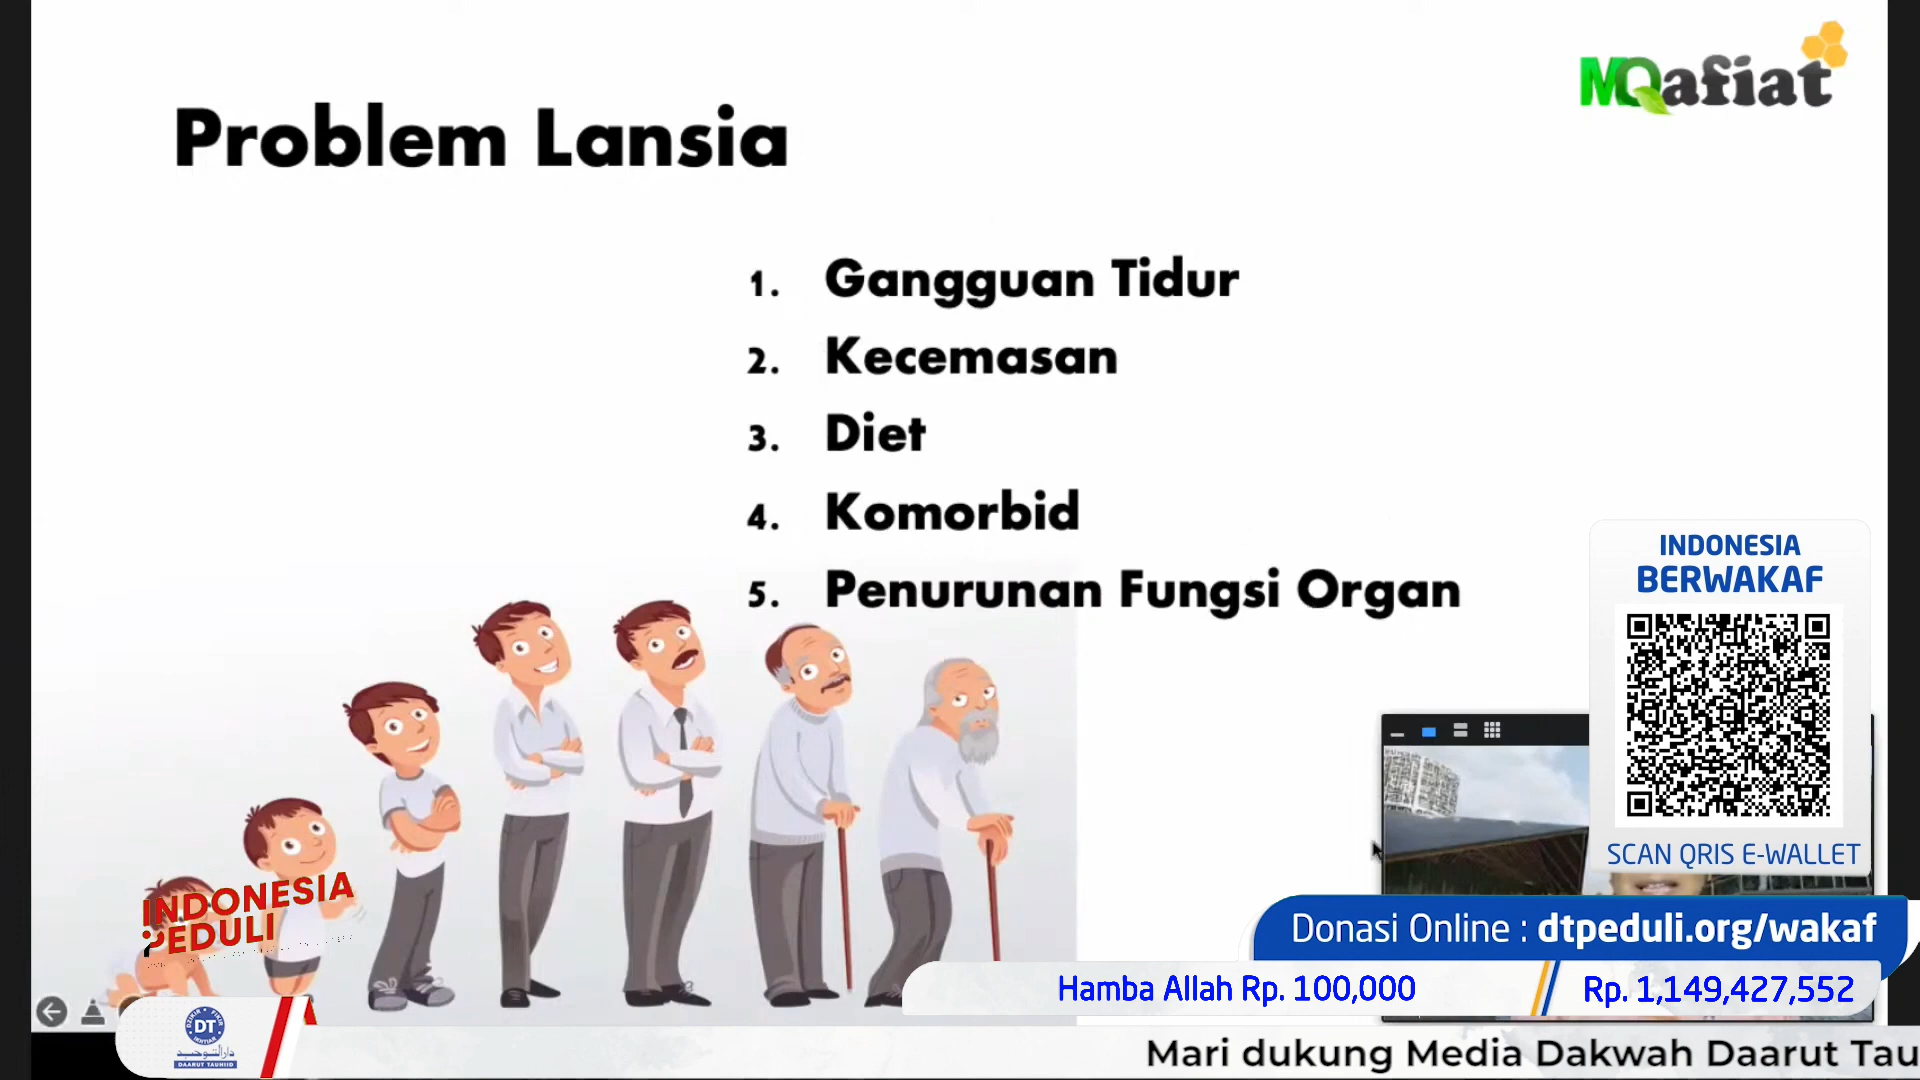 MQafiat
Problem Lansia
1. Gangguan Tidur
2. Kecemasan
3. Diet
4. Komorbid
5. Penurunan Fungsi Organ
INDONESIA
BERWAKAF
SCAN QRIS E-WALLET
INDONESIA
PEDULI
Donasi Online : dtpeduli.org/wakaf
Hamba Allah Rp. 100,000
Rp. 1,149,427,552
DT
DAARUT TAUHIID
Mari dukung Media Dakwah Daarut Tau